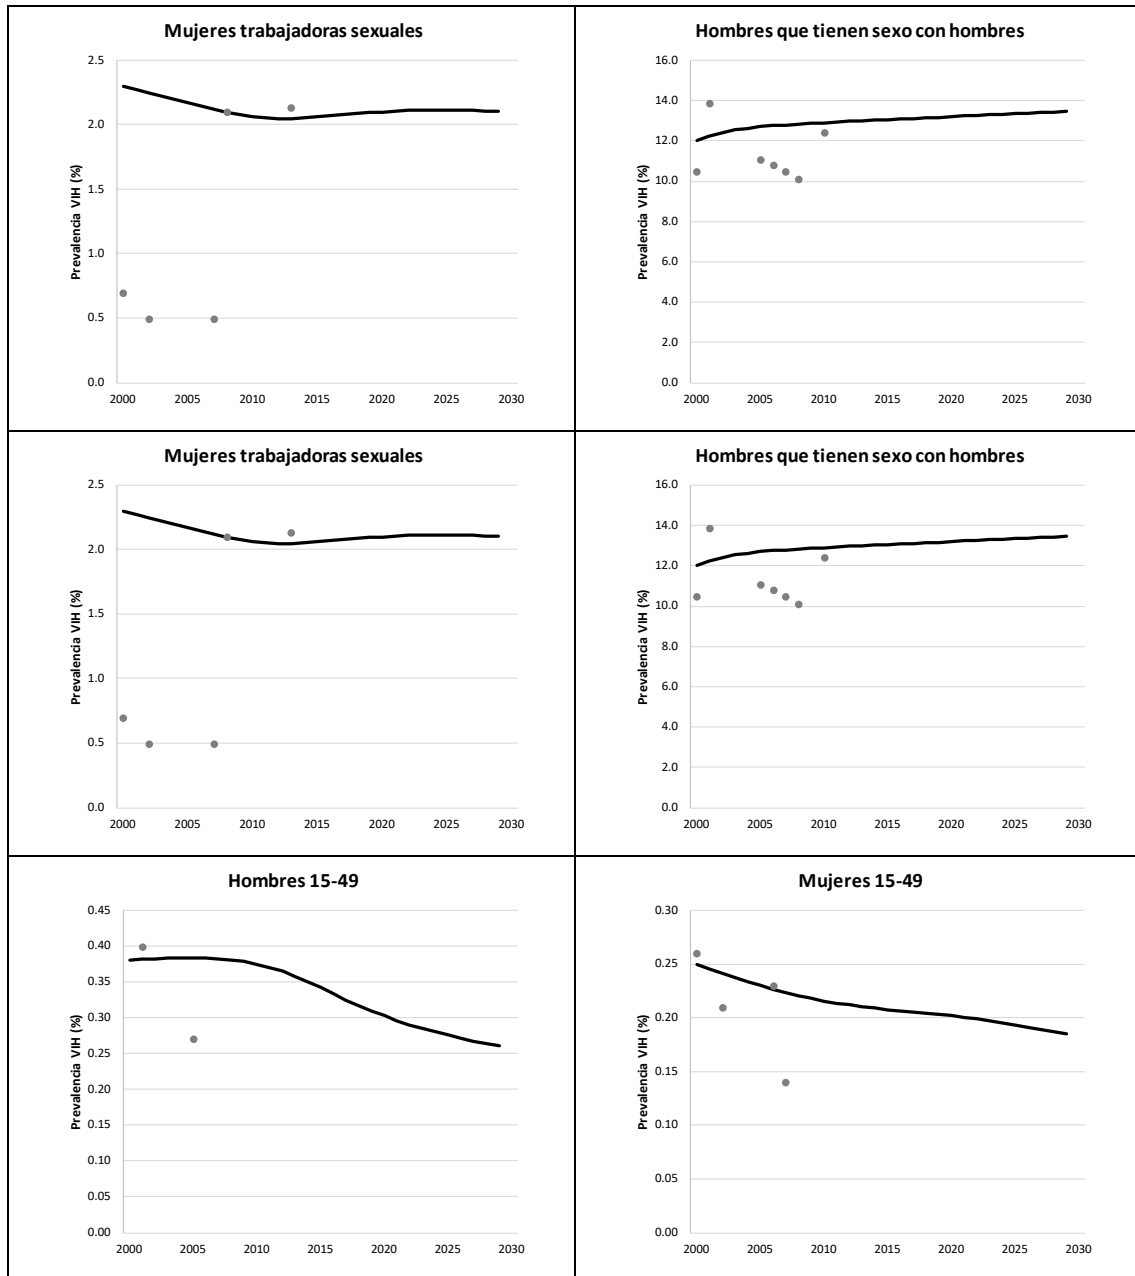 Mujeres trabajadoras sexuales
2.5
2.0
1.5
1.0
0.5
0.0
Prevalencia VIH (%)
2000 2005 2010 2015 2020 2025 2030
Hombres que tienen sexo con hombres
16.0
14.0
12.0
10.0
8.0
6.0
4.0
2.0
0.0
Prevalencia VIH (%)
2000 2005 2010 2015 2020 2025 2030
Mujeres trabajadoras sexuales
2.5
2.0
1.5
1.0
0.5
0.0
Prevalencia VIH (%)
2000 2005 2010 2015 2020 2025 2030
Hombres que tienen sexo con hombres
16.0
14.0
12.0
10.0
8.0
6.0
4.0
2.0
0.0
Prevalencia VIH (%)
2000 2005 2010 2015 2020 2025 2030
Hombres 15-49
0.45
0.40
0.35
0.30
0.25
0.20
0.15
0.10
0.05
0.00
Prevalencia VIH (%)
2000 2005 2010 2015 2020 2025 2030
Mujeres 15-49
0.30
0.25
0.20
0.15
0.10
0.05
0.00
Prevalencia VIH (%)
2000 2005 2010 2015 2020 2025 2030